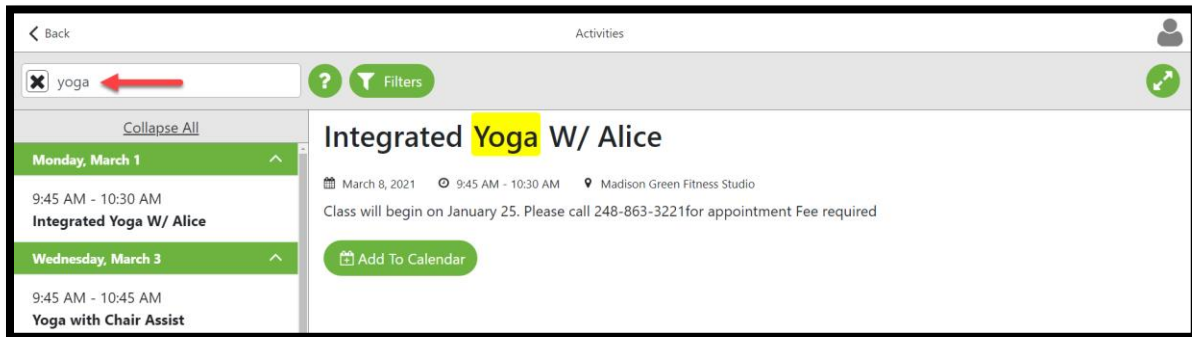 Back
Activities
yoga
?
Filters
Collapse All
Monday, March 1
9:45 AM - 10:30 AM
Integrated Yoga W/ Alice
Wednesday, March 3
9:45 AM - 10:45 AM
Yoga with Chair Assist
Integrated Yoga W/ Alice
March 8, 2021 9:45 AM - 10:30 AM Madison Green Fitness Studio
Class will begin on January 25. Please call 248-863-3221for appointment Fee required
Add To Calendar